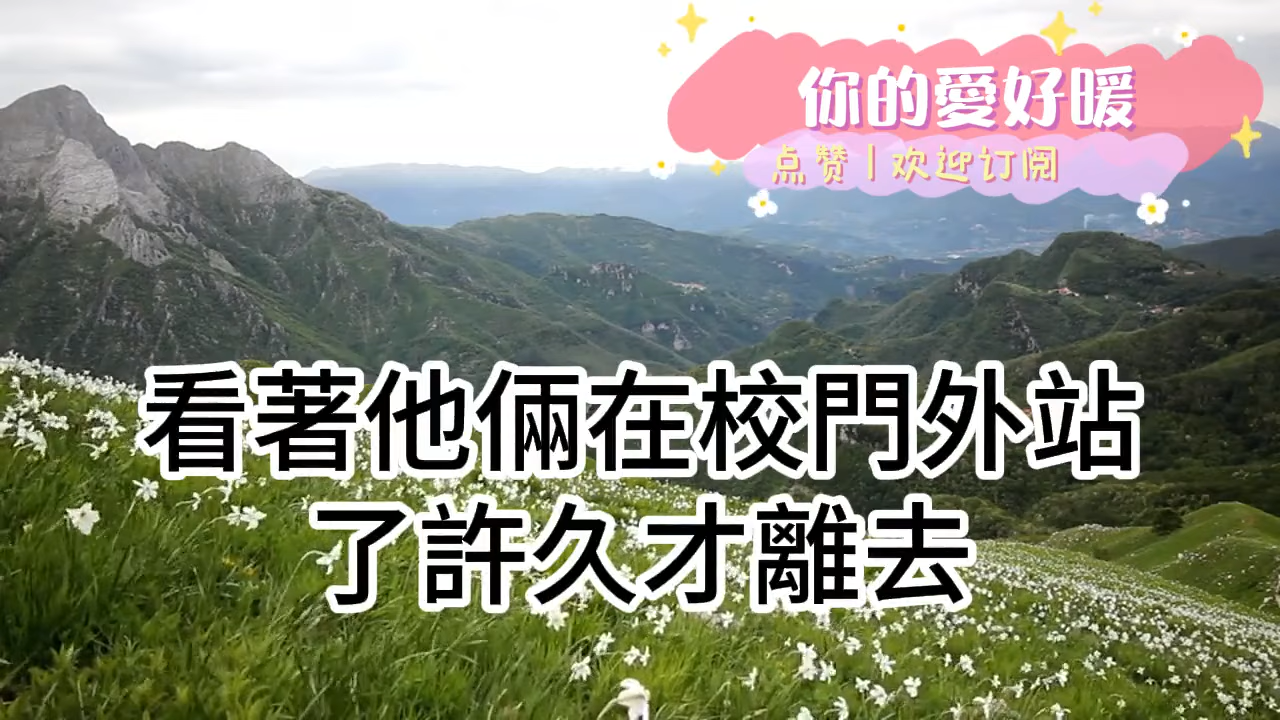 你的愛好暖
点赞 | 欢迎订阅
看著他倆在校門外站
了許久才離去